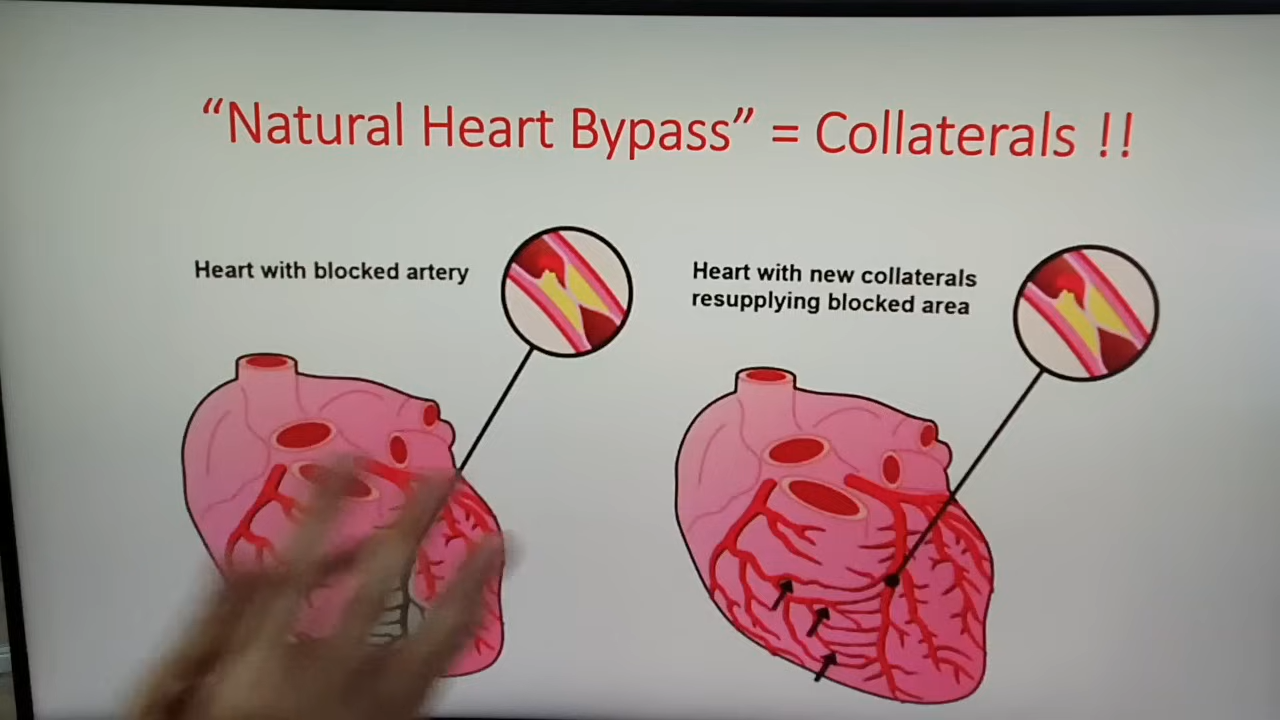 “Natural Heart Bypass” = Collaterals !!
Heart with blocked artery
Heart with new collaterals
resupplying blocked area